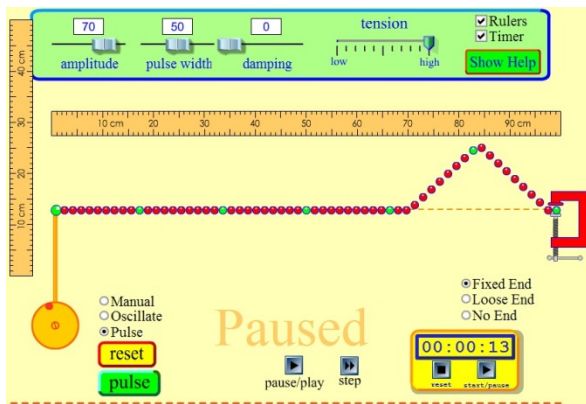 70 50 0
amplitude pulse width damping
tension
low high
Rulers
Timer
Show Help
10 cm 20 30 40 50 60 70 80 90 cm
40 cm
30
20
10 cm
Manual
Oscillate
Pulse
reset
pulse
Paused
pause/play step
Fixed End
Loose End
No End
00:00:13
reset start/pause